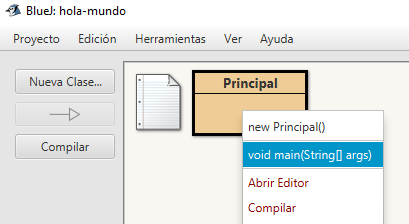 BlueJ: hola-mundo
Proyecto Edición Herramientas Ver Ayuda
Nueva Clase...
Compilar
Principal
new Principal()
void main(String[] args)
Abrir Editor
Compilar